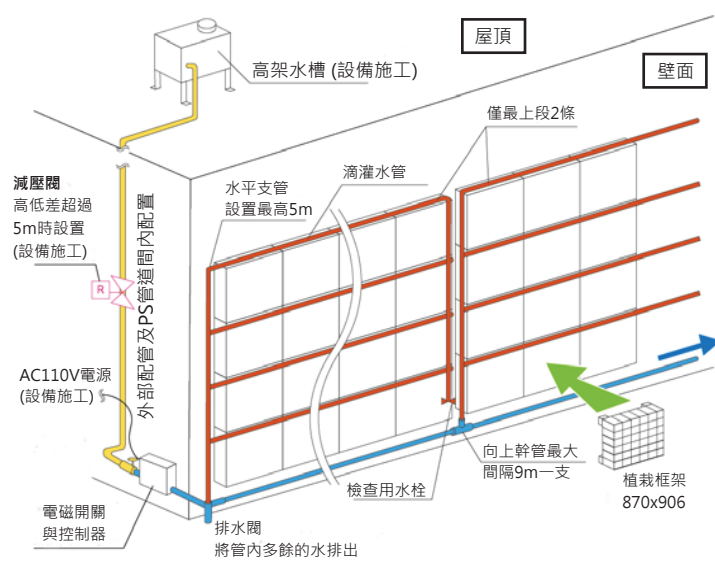 屋頂
高架水槽 (設備施工)
壁面
僅最上段2條
減壓閥
高低差超過
5m時設置
(設備施工)
水平支管
設置最高5m
滴灌水管
R
外部配管及PS管道間內配置
AC110V電源
(設備施工)
向上幹管最大
間隔9m一支
檢查用水栓
植栽框架
870x906
電磁開關
與控制器
排水閥
將管內多餘的水排出